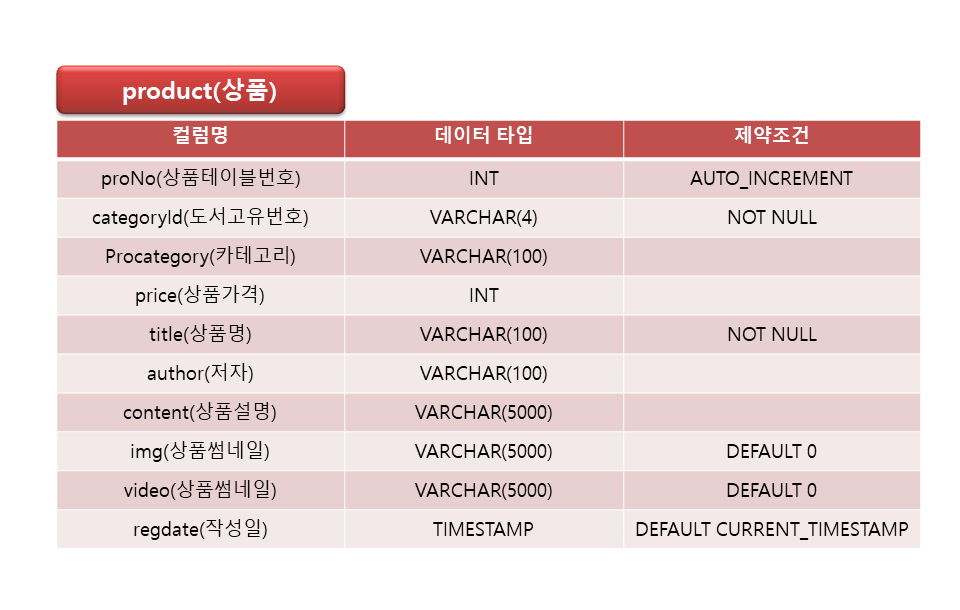 product(상품)
컬럼명 데이터 타입 제약조건
proNo(상품테이블번호) INT AUTO_INCREMENT
categoryId(도서고유번호) VARCHAR(4) NOT NULL
Procategory(카테고리) VARCHAR(100)
price(상품가격) INT
title(상품명) VARCHAR(100) NOT NULL
author(저자) VARCHAR(100)
content(상품설명) VARCHAR(5000)
img(상품썸네일) VARCHAR(5000) DEFAULT 0
video(상품썸네일) VARCHAR(5000) DEFAULT 0
regdate(작성일) TIMESTAMP DEFAULT CURRENT_TIMESTAMP